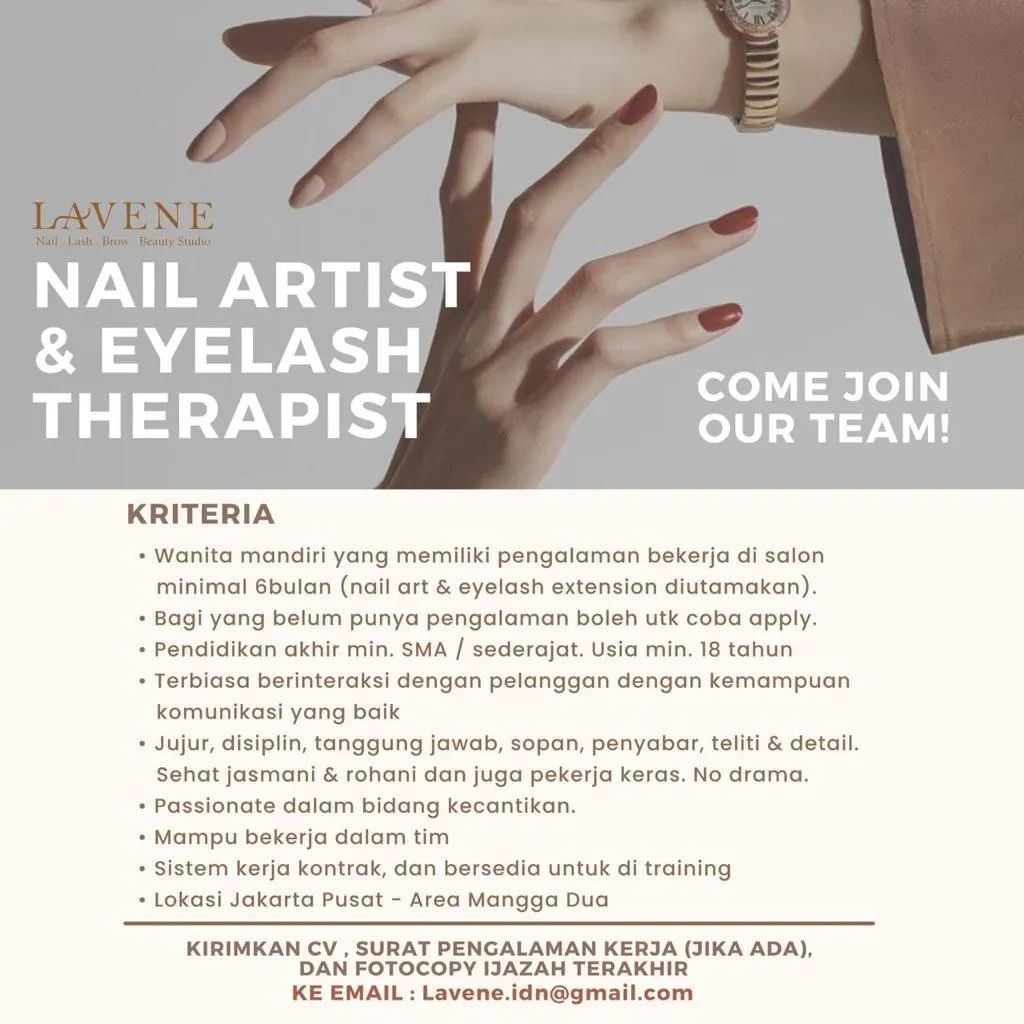 LAVENE
Nail . Lash . Brow . Beauty Studio
NAIL ARTIST
& EYELASH
THERAPIST
COME JOIN
OUR TEAM!
KRITERIA
• Wanita mandiri yang memiliki pengalaman bekerja di salon
minimal 6bulan (nail art & eyelash extension diutamakan).
• Bagi yang belum punya pengalaman boleh utk coba apply.
• Pendidikan akhir min. SMA / sederajat. Usia min. 18 tahun
• Terbiasa berinteraksi dengan pelanggan dengan kemampuan
komunikasi yang baik
• Jujur, disiplin, tanggung jawab, sopan, penyabar, teliti & detail.
Sehat jasmani & rohani dan juga pekerja keras. No drama.
• Passionate dalam bidang kecantikan.
• Mampu bekerja dalam tim
• Sistem kerja kontrak, dan bersedia untuk di training
• Lokasi Jakarta Pusat - Area Mangga Dua
KIRIMKAN CV , SURAT PENGALAMAN KERJA (JIKA ADA),
DAN FOTOCOPY IJAZAH TERAKHIR
KE EMAIL : Lavene.idn@gmail.com